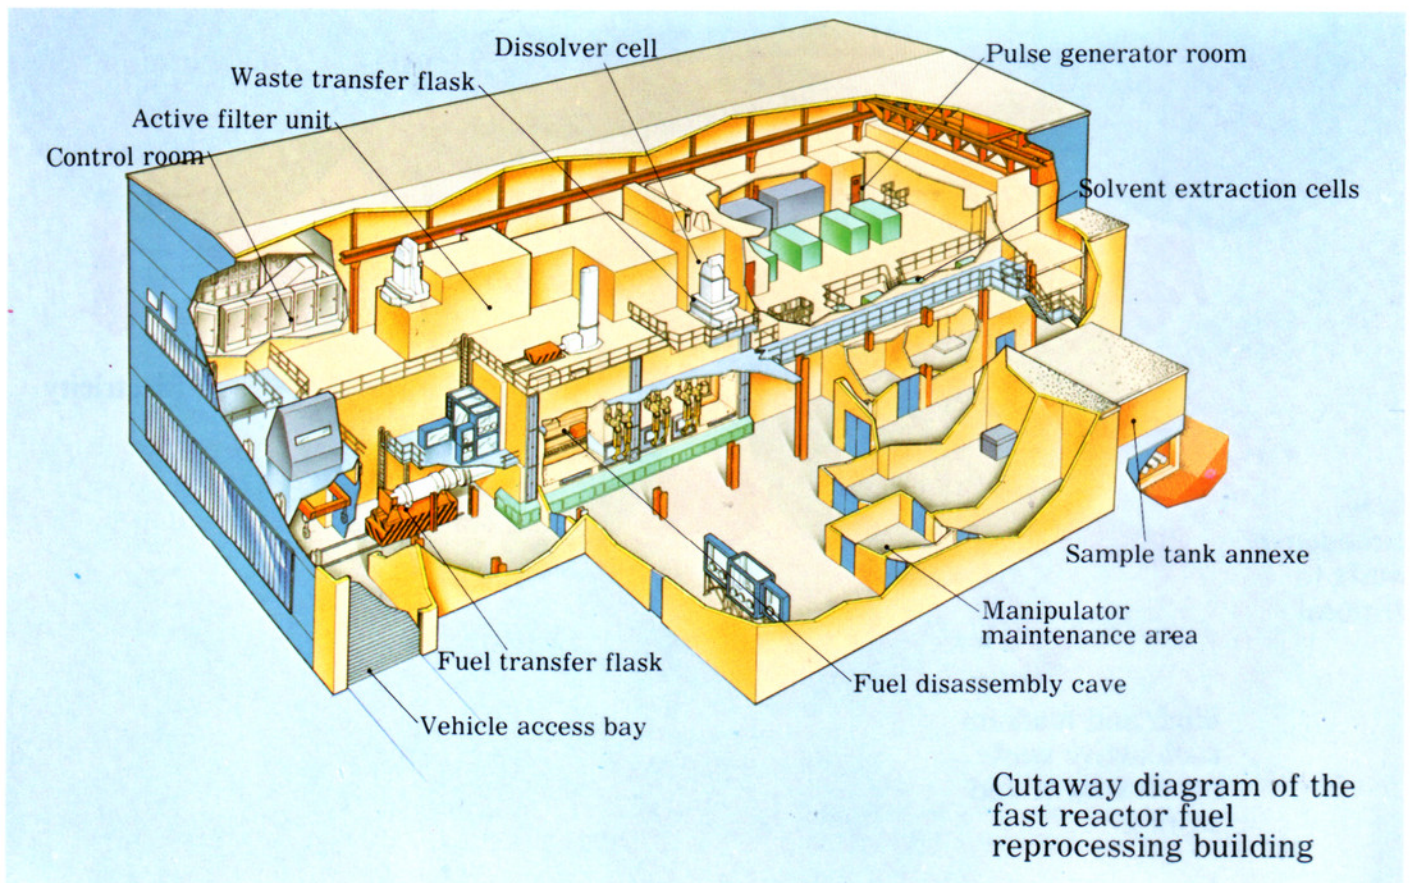 Dissolver cell
Pulse generator room
Waste transfer flask
Active filter unit
Control room
Solvent extraction cells
Sample tank annexe
Manipulator
maintenance area
Fuel transfer flask
Fuel disassembly cave
Vehicle access bay
Cutaway diagram of the
fast reactor fuel
reprocessing building